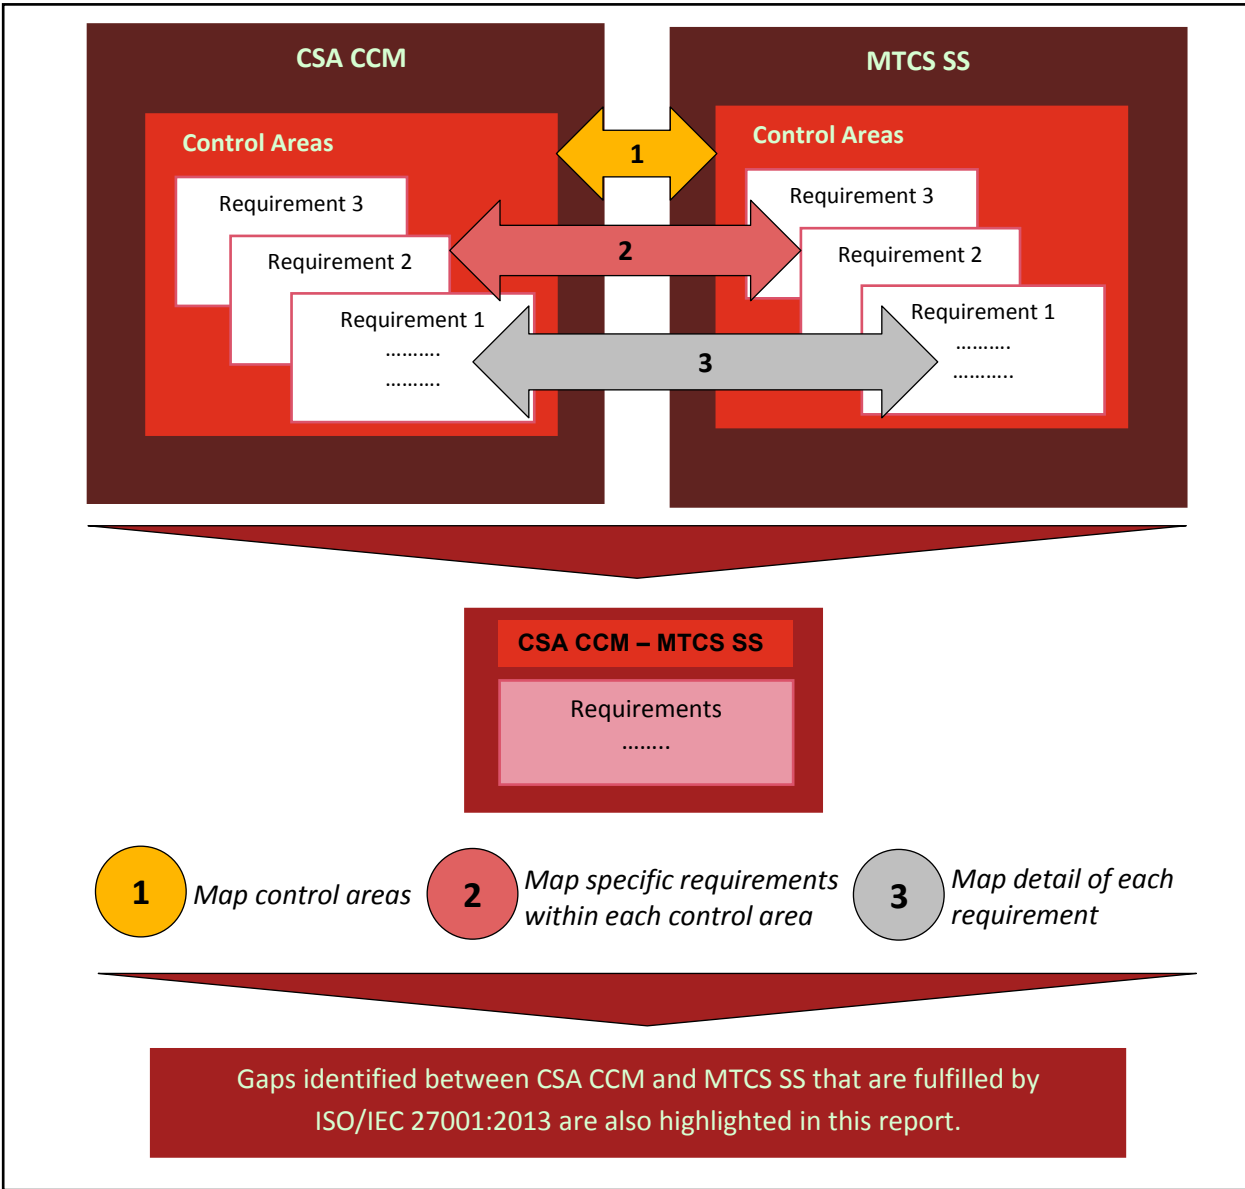 CSA CCM
Control Areas
Requirement 3
Requirement 2
Requirement 1
..........
..........
MTCS SS
Control Areas
Requirement 3
Requirement 2
Requirement 1
..........
...........
1
2
3
CSA CCM – MTCS SS
Requirements
........
1
Map control areas
2
Map specific requirements
within each control area
3
Map detail of each
requirement
Gaps identified between CSA CCM and MTCS SS that are fulfilled by
ISO/IEC 27001:2013 are also highlighted in this report.